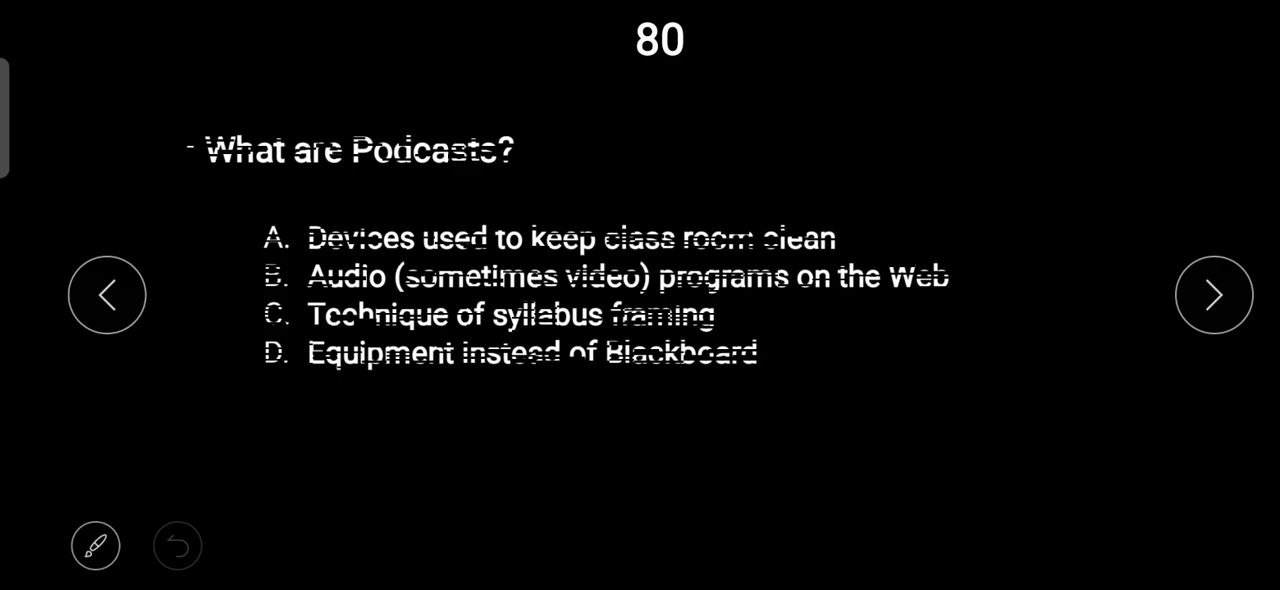 80
- What are Podcasts?
A. Devices used to keep class room clean
B. Audio (sometimes video) programs on the Web
C. Technique of syllabus framing
D. Equipment instead of Blackboard